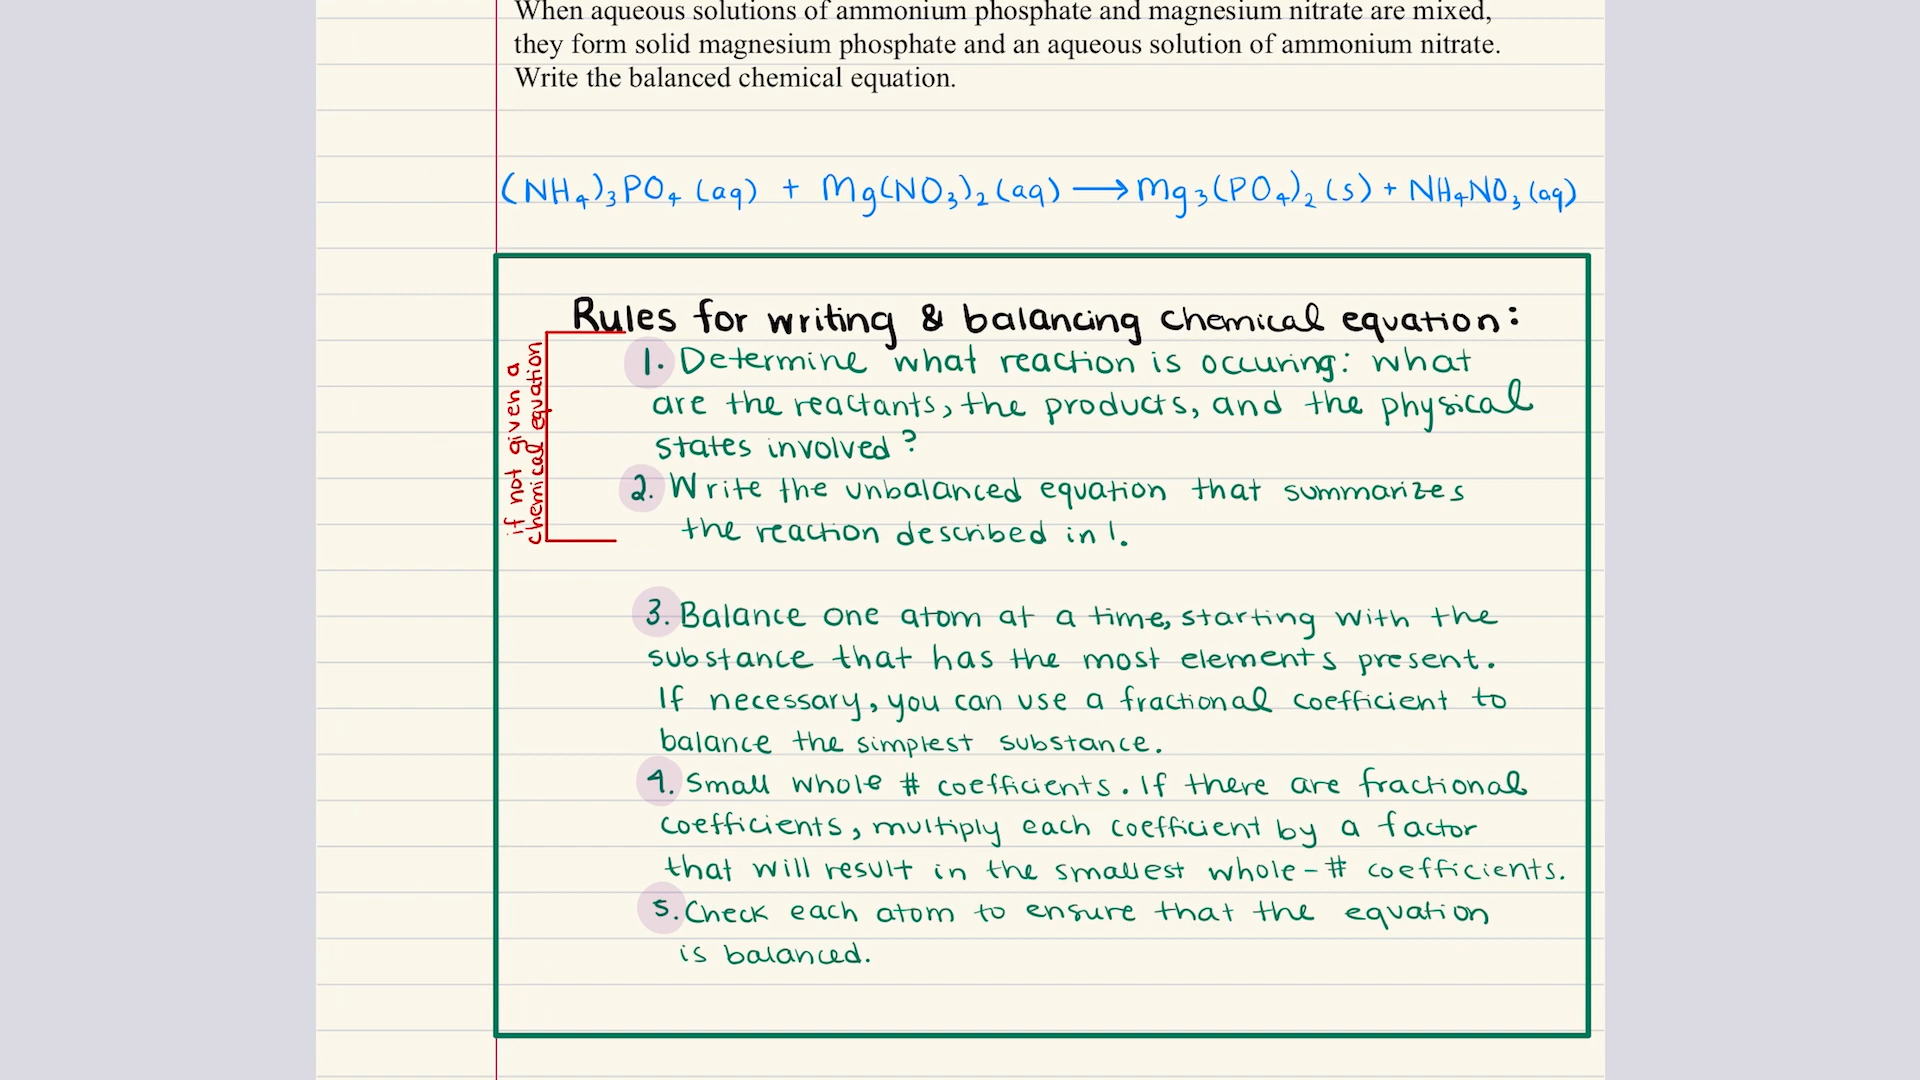 When aqueous solutions of ammonium phosphate and magnesium nitrate are mixed,
they form solid magnesium phosphate and an aqueous solution of ammonium nitrate.
Write the balanced chemical equation.
(NH₄)₃PO₄ (aq) + Mg(NO₃)₂ (aq) ⟶ Mg₃(PO₄)₂ (s) + NH₄NO₃ (aq)
Rules for writing & balancing chemical equation:
if not given a
chemical equation
1. Determine what reaction is occuring: what
are the reactants, the products, and the physical
states involved?
2. Write the unbalanced equation that summarizes
the reaction described in 1.
3. Balance one atom at a time, starting with the
substance that has the most elements present.
If necessary, you can use a fractional coefficient to
balance the simplest substance.
4. Small whole # coefficients. If there are fractional
coefficients, multiply each coefficient by a factor
that will result in the smallest whole-# coefficients.
5. Check each atom to ensure that the equation
is balanced.